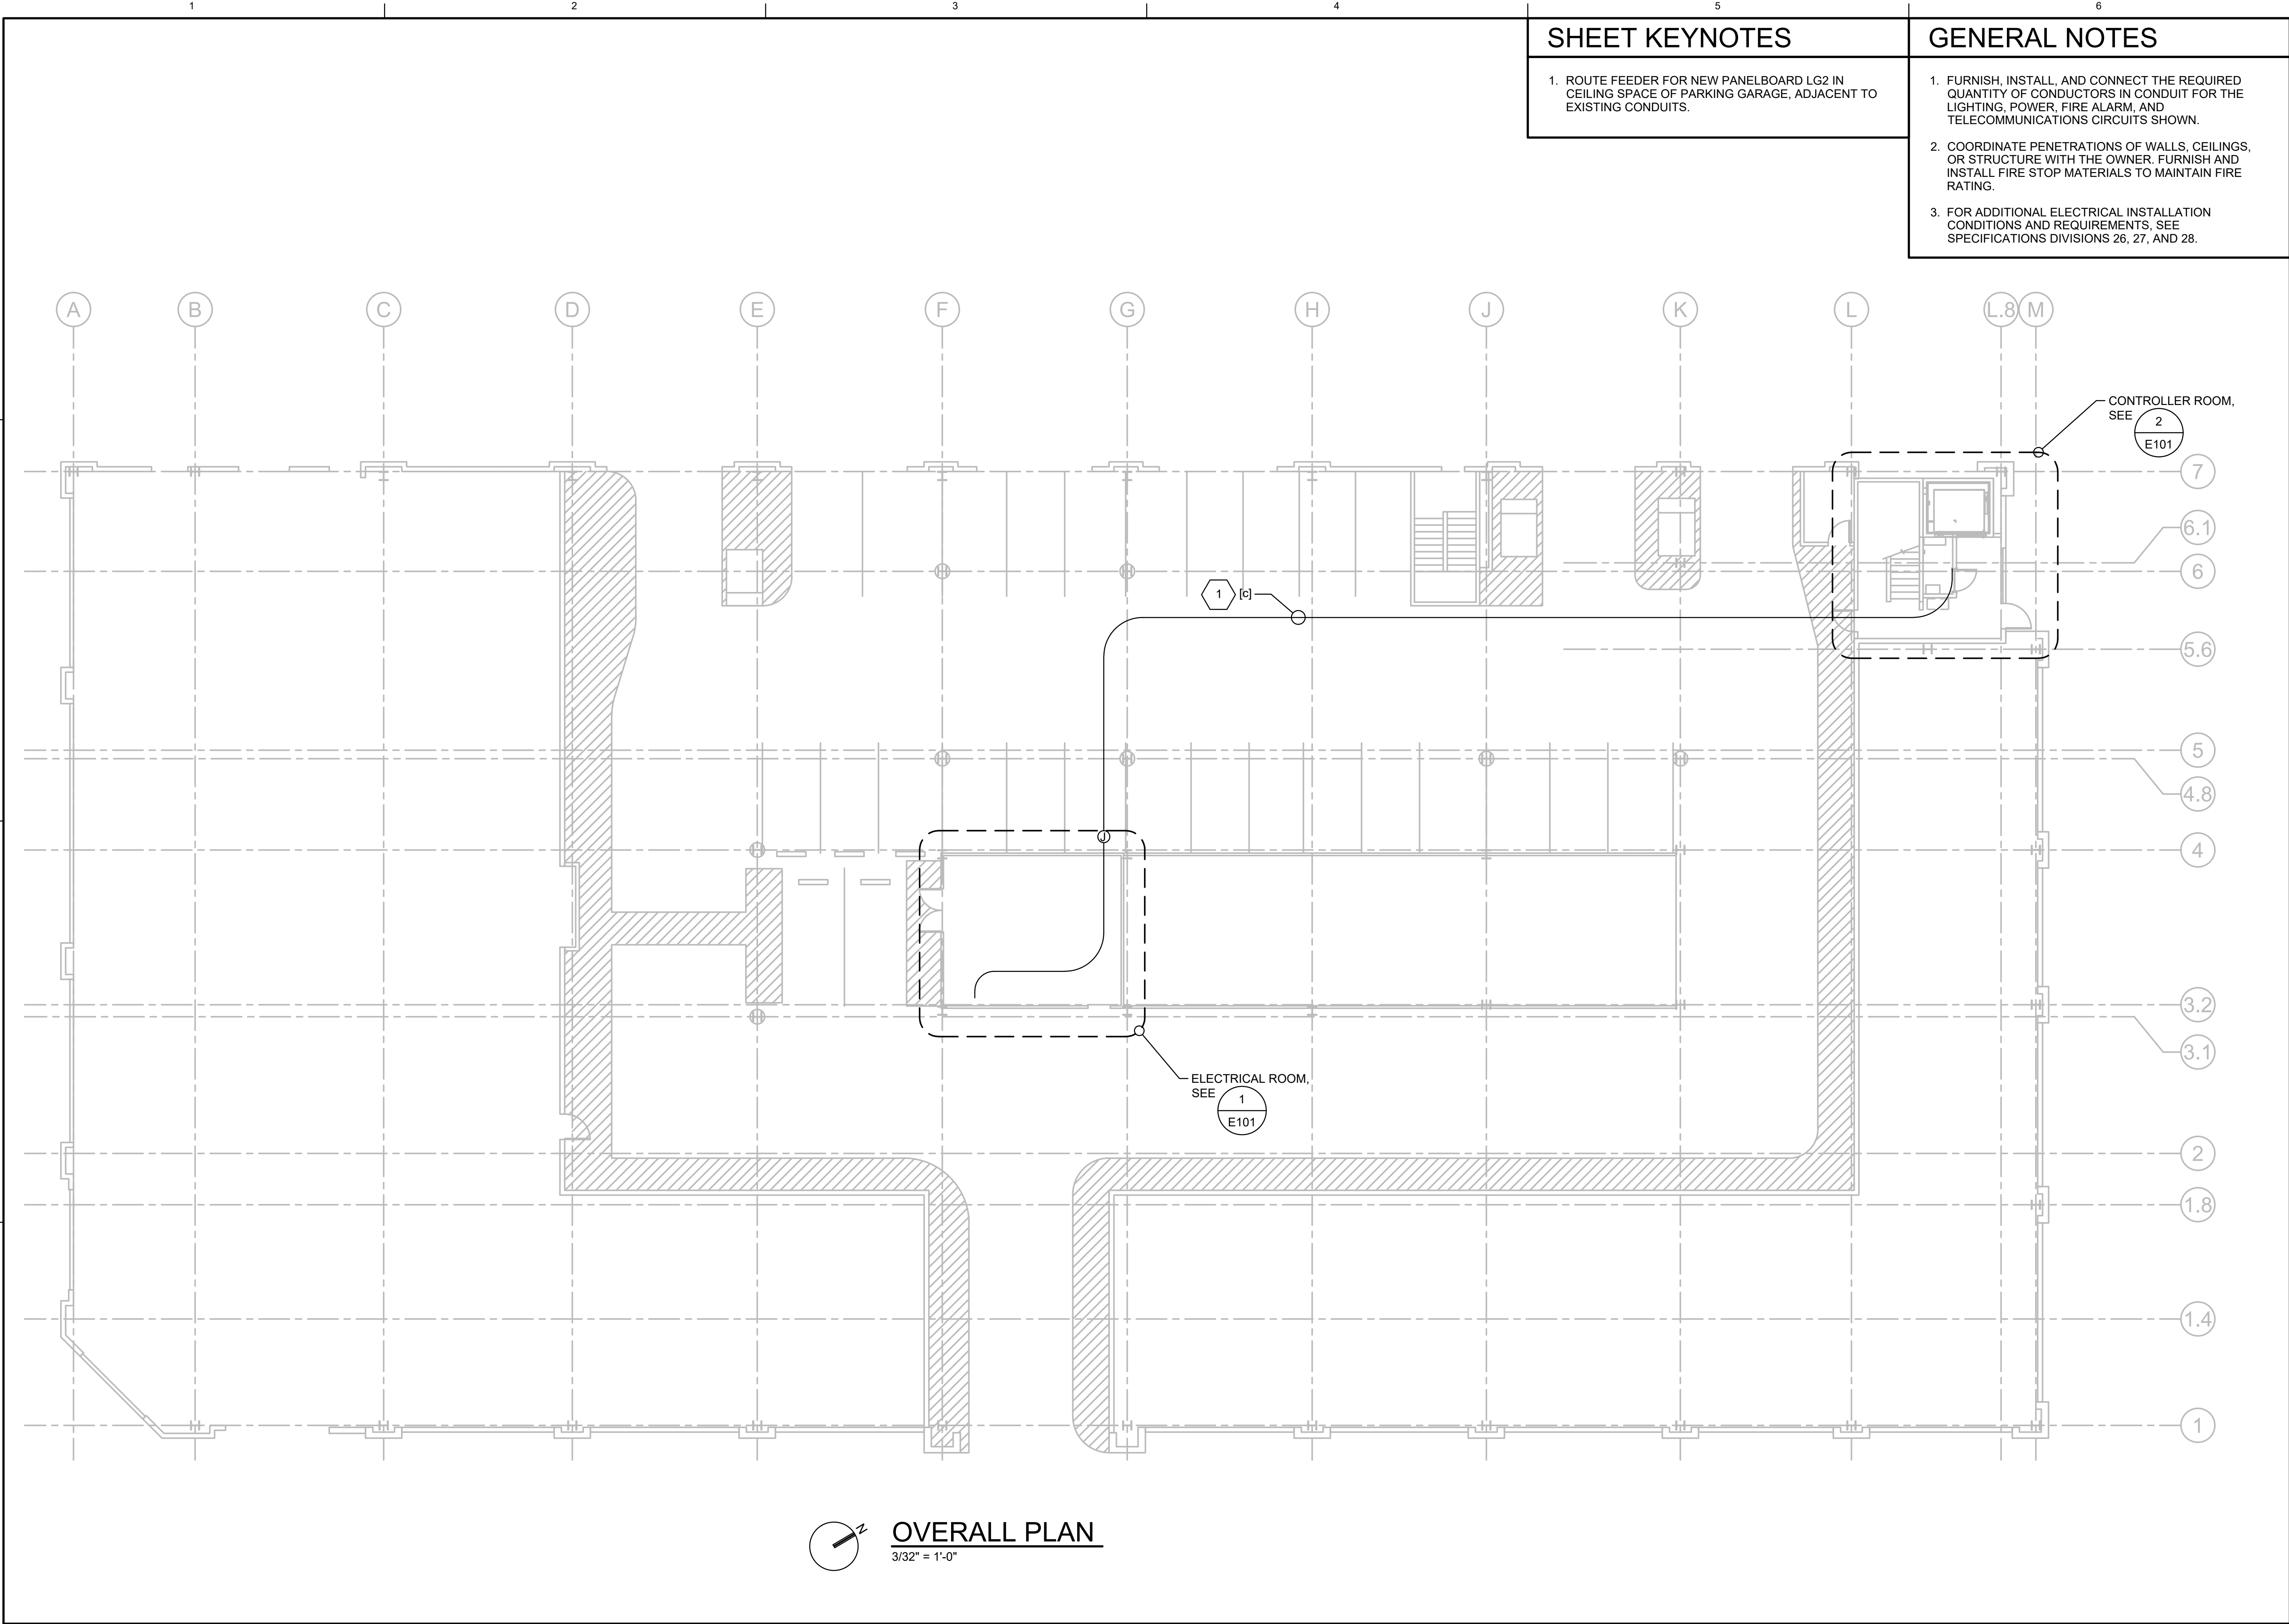 1
2
3
4
5
6
SHEET KEYNOTES
1. ROUTE FEEDER FOR NEW PANELBOARD LG2 IN
CEILING SPACE OF PARKING GARAGE, ADJACENT TO
EXISTING CONDUITS.
GENERAL NOTES
1. FURNISH, INSTALL, AND CONNECT THE REQUIRED
QUANTITY OF CONDUCTORS IN CONDUIT FOR THE
LIGHTING, POWER, FIRE ALARM, AND
TELECOMMUNICATIONS CIRCUITS SHOWN.
2. COORDINATE PENETRATIONS OF WALLS, CEILINGS,
OR STRUCTURE WITH THE OWNER. FURNISH AND
INSTALL FIRE STOP MATERIALS TO MAINTAIN FIRE
RATING.
3. FOR ADDITIONAL ELECTRICAL INSTALLATION
CONDITIONS AND REQUIREMENTS, SEE
SPECIFICATIONS DIVISIONS 26, 27, AND 28.
A
B
C
D
E
F
G
H
J
K
L
L.8
M
CONTROLLER ROOM,
SEE
2
E101
7
6.1
6
1 [c]
5.6
5
4.8
J
4
3.2
3.1
ELECTRICAL ROOM,
SEE
1
E101
2
1.8
1.4
1
N
OVERALL PLAN
3/32" = 1'-0"